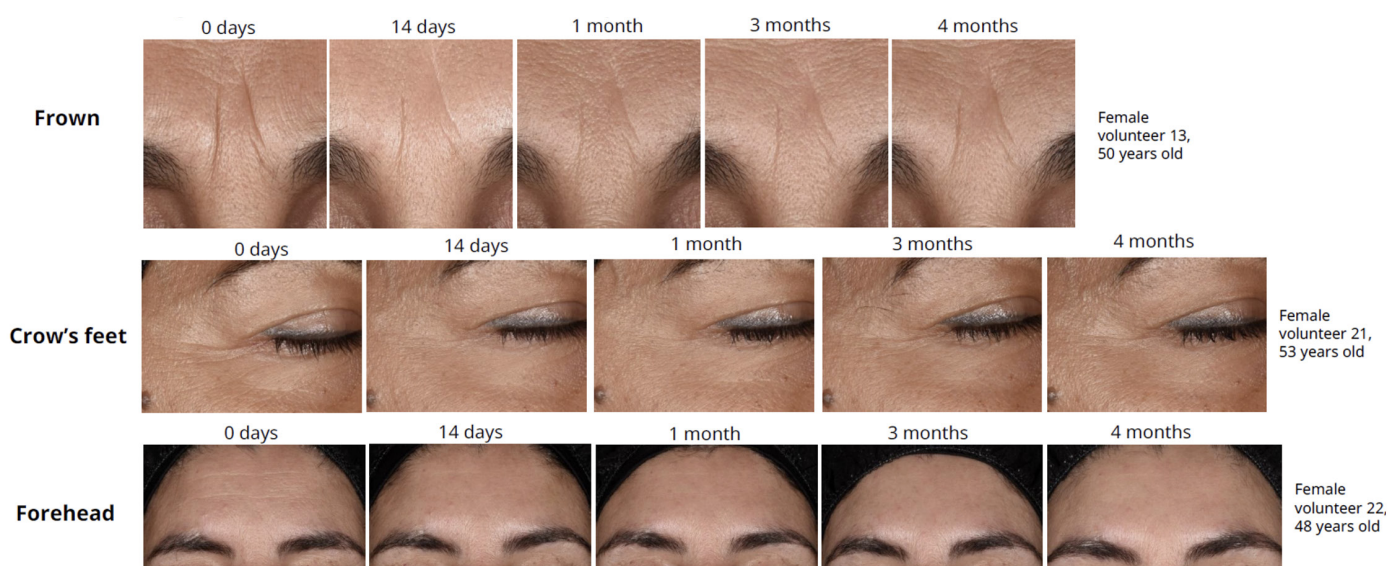 0 days 14 days 1 month 3 months 4 months
Frown
Female
volunteer 13,
50 years old
0 days 14 days 1 month 3 months 4 months
Crow's feet
Female
volunteer 21,
53 years old
0 days 14 days 1 month 3 months 4 months
Forehead
Female
volunteer 22,
48 years old